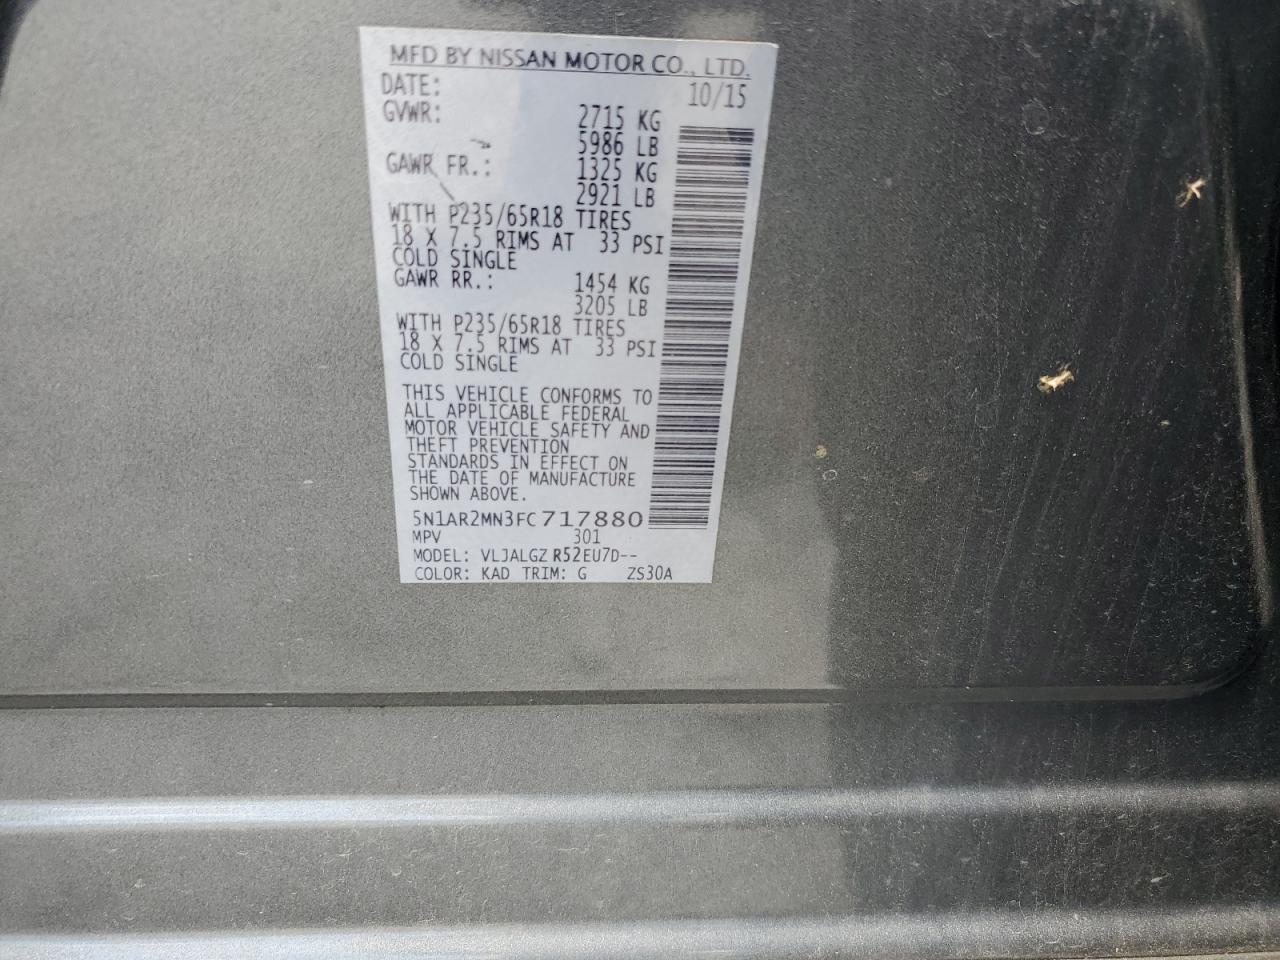 MFD BY NISSAN MOTOR CO., LTD.
DATE: 10/15
GVWR: 2715 KG
5986 LB
GAWR FR.: 1325 KG
2921 LB
WITH P235/65R18 TIRES
18 X 7.5 RIMS AT 33 PSI
COLD SINGLE
GAWR RR.: 1454 KG
3205 LB
WITH P235/65R18 TIRES
18 X 7.5 RIMS AT 33 PSI
COLD SINGLE
THIS VEHICLE CONFORMS TO
ALL APPLICABLE FEDERAL
MOTOR VEHICLE SAFETY AND
THEFT PREVENTION
STANDARDS IN EFFECT ON
THE DATE OF MANUFACTURE
SHOWN ABOVE.
5N1AR2MN3FC717880
MPV 301
MODEL: VLJALGZ R52EU7D--
COLOR: KAD TRIM: G ZS30A